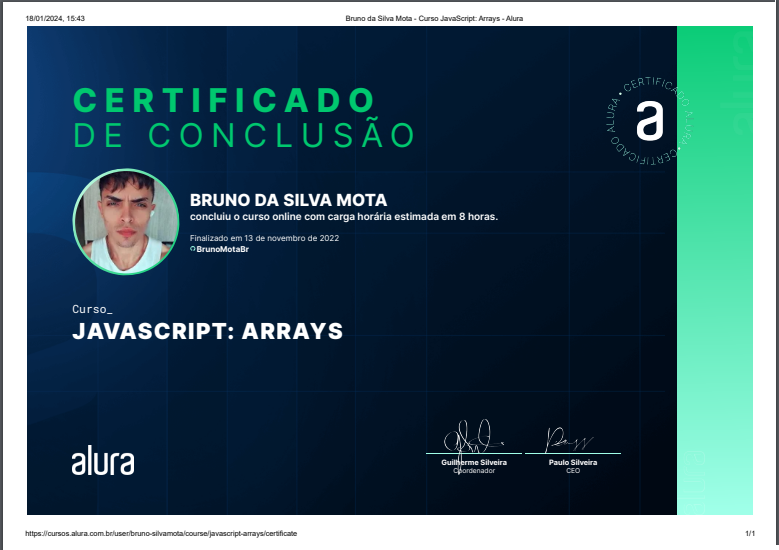 18/01/2024, 15:43
Bruno da Silva Mota - Curso JavaScript: Arrays - Alura
CERTIFICADO
DE CONCLUSÃO
CERTIFICADO ALURA • CERTIFICADO ALURA •
a
alura
BRUNO DA SILVA MOTA
concluiu o curso online com carga horária estimada em 8 horas.
Finalizado em 13 de novembro de 2022
BrunoMotaBr
Curso_
JAVASCRIPT: ARRAYS
alura
Guilherme Silveira
Coordenador
Paulo Silveira
CEO
https://cursos.alura.com.br/user/bruno-silvamota/course/javascript-arrays/certificate
1/1